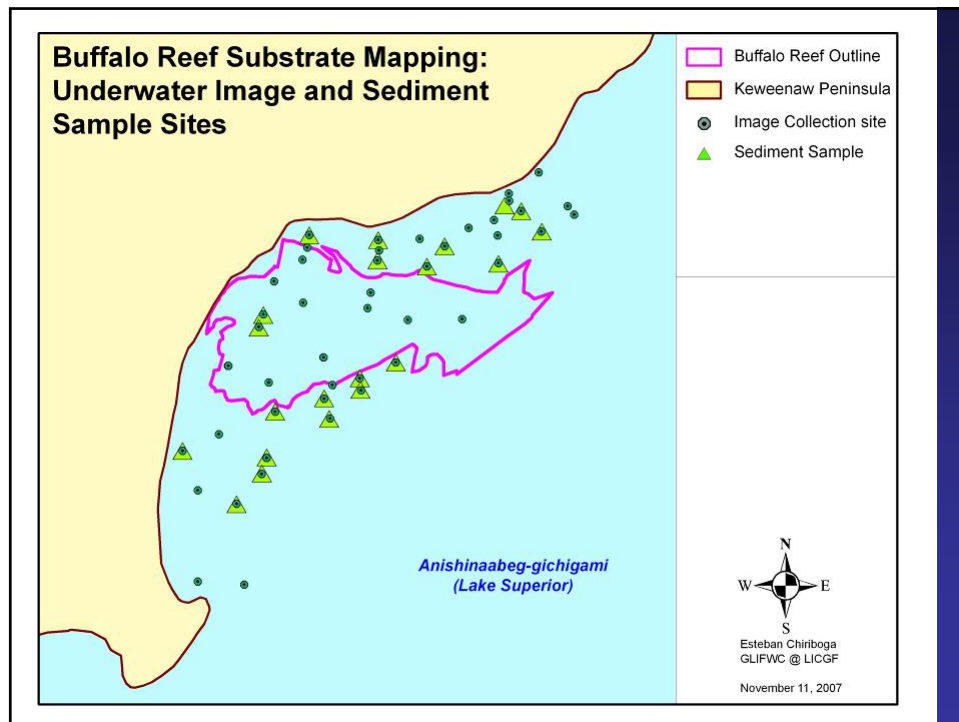 Buffalo Reef Substrate Mapping:
Underwater Image and Sediment
Sample Sites
Buffalo Reef Outline
Keweenaw Peninsula
Image Collection site
Sediment Sample
Anishinaabeg-gichigami
(Lake Superior)
N
W
E
S
Esteban Chiriboga
GLIFWC @ LICGF
November 11, 2007